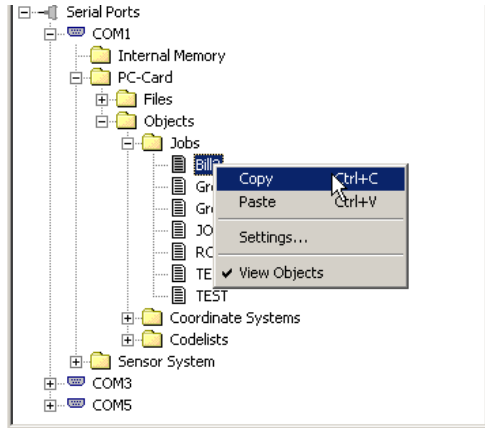 Serial Ports
COM1
Internal Memory
PC-Card
Files
Objects
Jobs
Copy Ctrl+C
Paste Ctrl+V
Settings...
View Objects
TEST
Coordinate Systems
Codelists
Sensor System
COM3
COM5